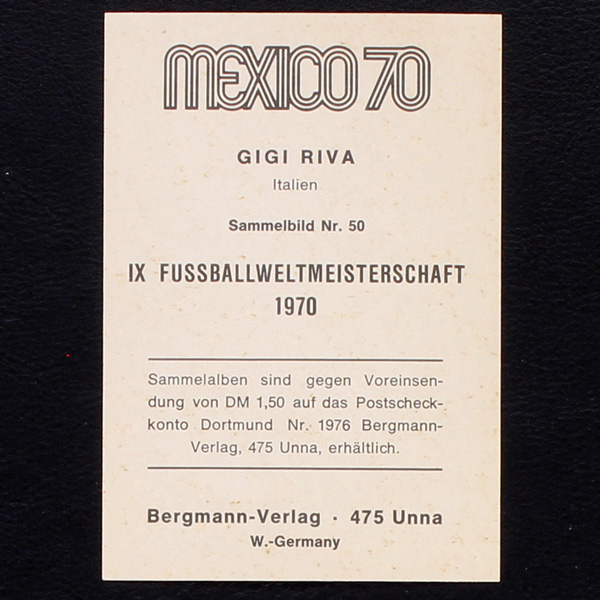 MEXICO 70
GIGI RIVA
Italien
Sammelbild Nr. 50
IX FUSSBALLWELTMEISTERSCHAFT
1970
Sammelalben sind gegen Voreinsen-
dung von DM 1,50 auf das Postscheck-
konto Dortmund Nr. 1976 Bergmann-
Verlag, 475 Unna, erhältlich.
Bergmann-Verlag · 475 Unna
W.-Germany